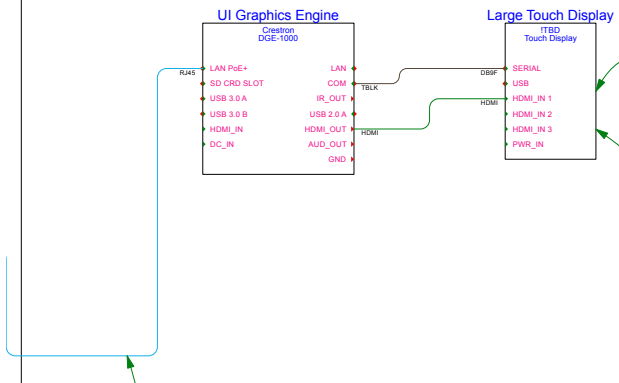 UI Graphics Engine
Crestron
DGE-1000
RJ45
LAN PoE+
SD CRD SLOT
USB 3.0 A
USB 3.0 B
HDMI_IN
DC_IN
LAN
COM
IR_OUT
USB 2.0 A
HDMI_OUT
AUD_OUT
GND
TBLK
HDMI
Large Touch Display
!TBD
Touch Display
DB9F
HDMI
SERIAL
USB
HDMI_IN 1
HDMI_IN 2
HDMI_IN 3
PWR_IN